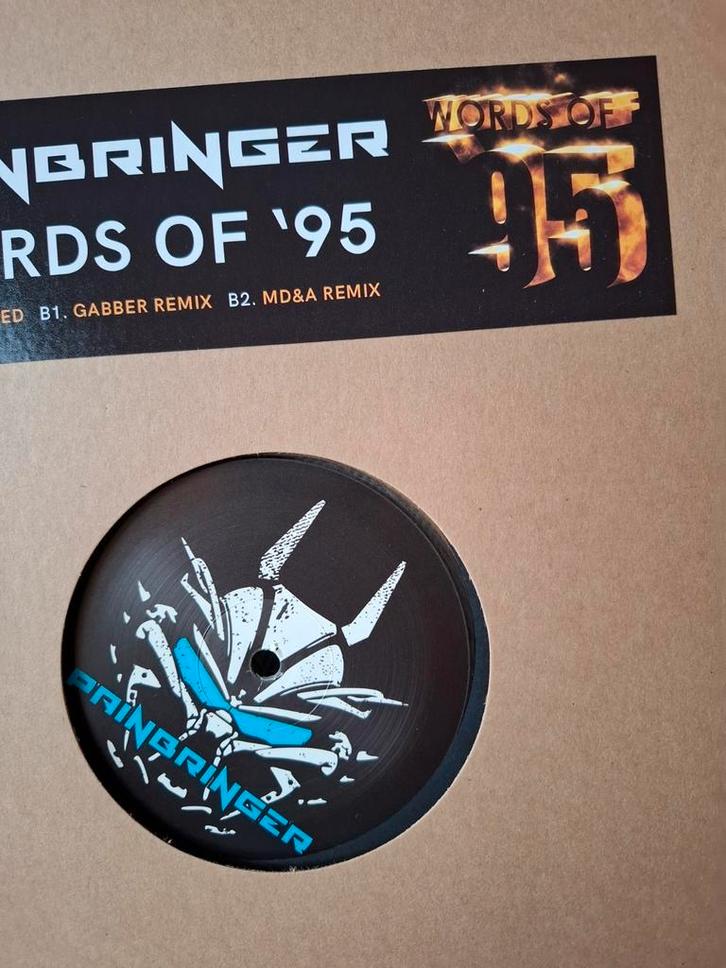 NBRINGER
RDS OF '95
ED B1. GABBER REMIX B2. MD&A REMIX
WORDS OF
'95
PAINBRINGER